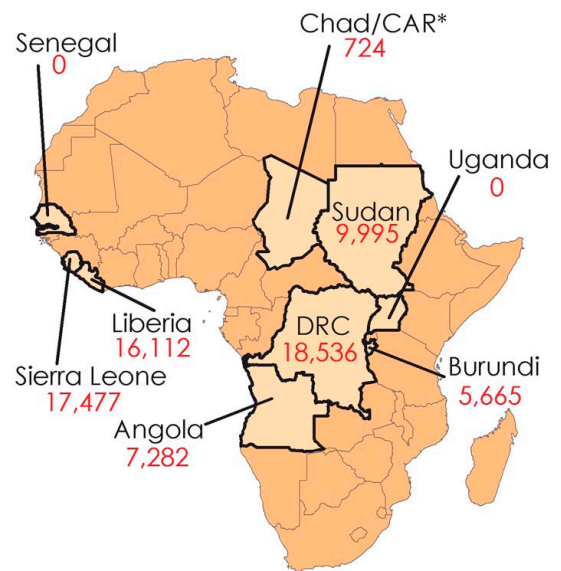 Senegal
0
Chad/CAR*
724
Uganda
0
Sudan
9,995
Liberia
16,112
DRC
18,536
Sierra Leone
17,477
Burundi
5,665
Angola
7,282